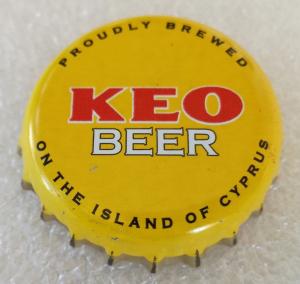 PROUDLY BREWED
KEO
BEER
ON THE ISLAND OF CYPRUS